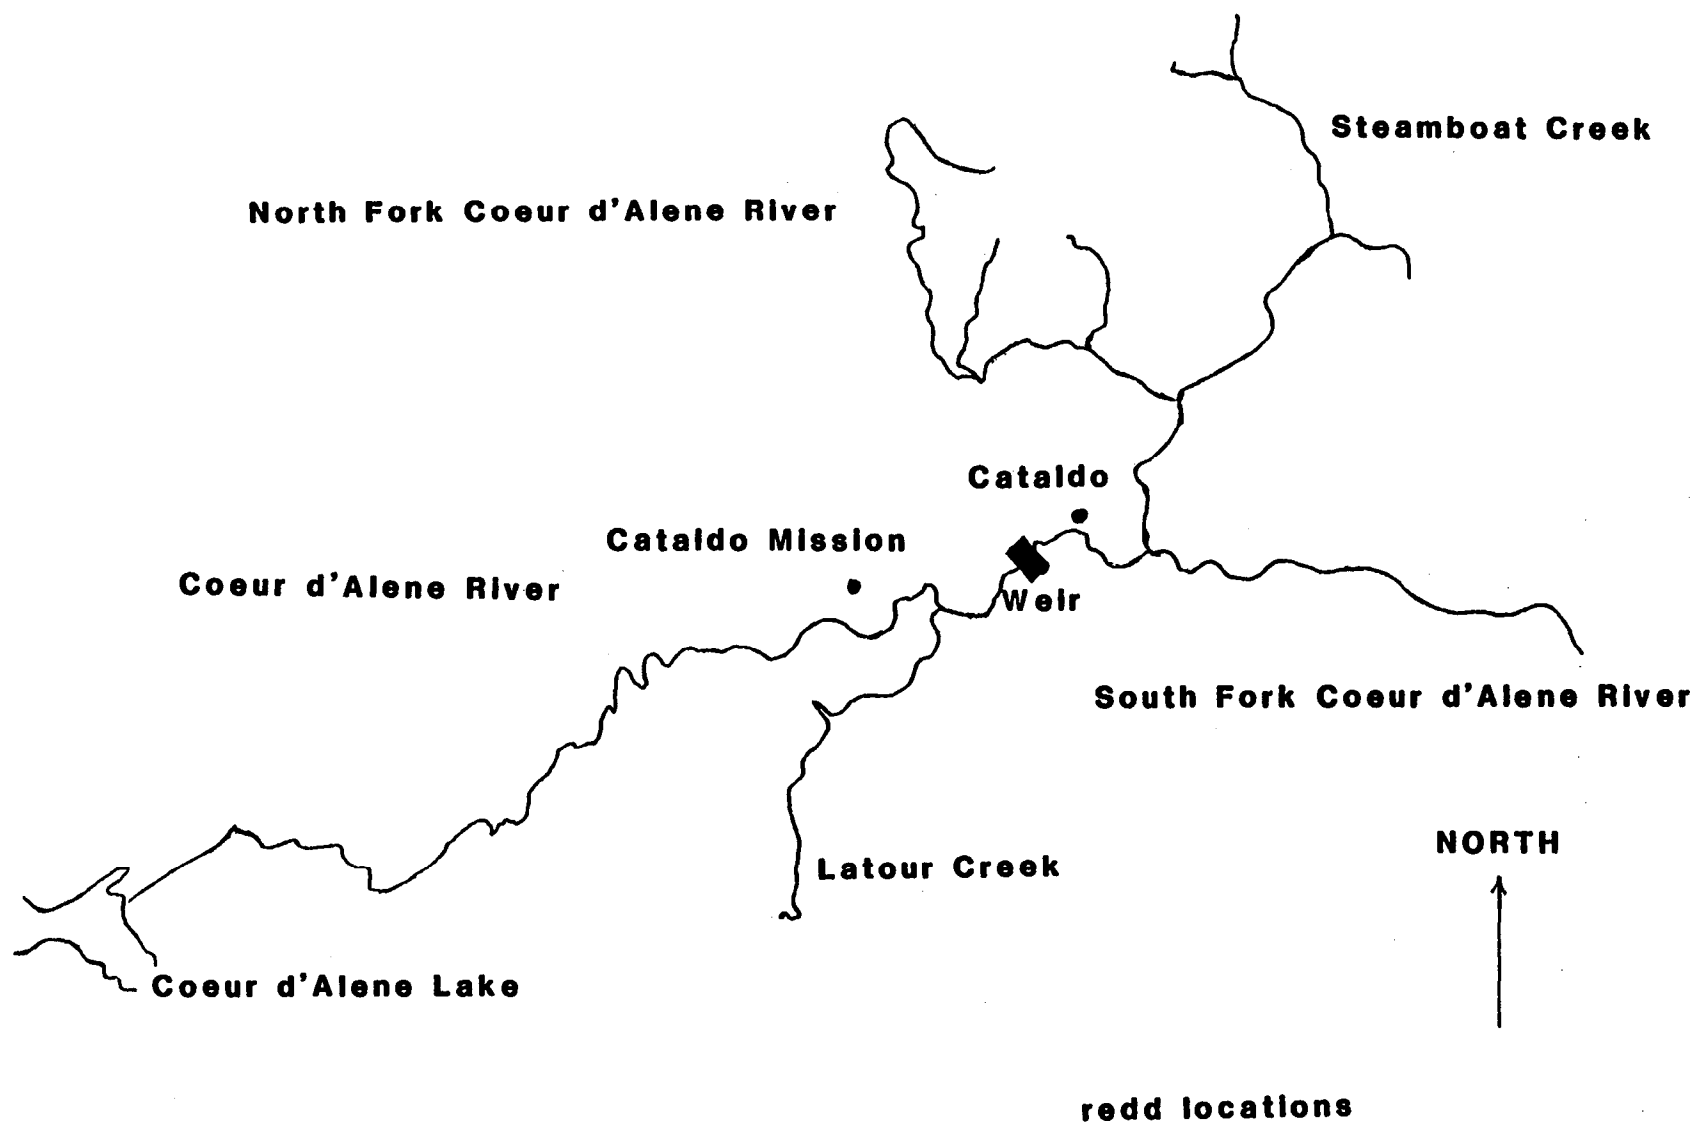 Steamboat Creek
North Fork Coeur d'Alene River
Cataldo
Cataldo Mission
Coeur d'Alene River
Weir
South Fork Coeur d'Alene River
NORTH
Latour Creek
Coeur d'Alene Lake
redd locations